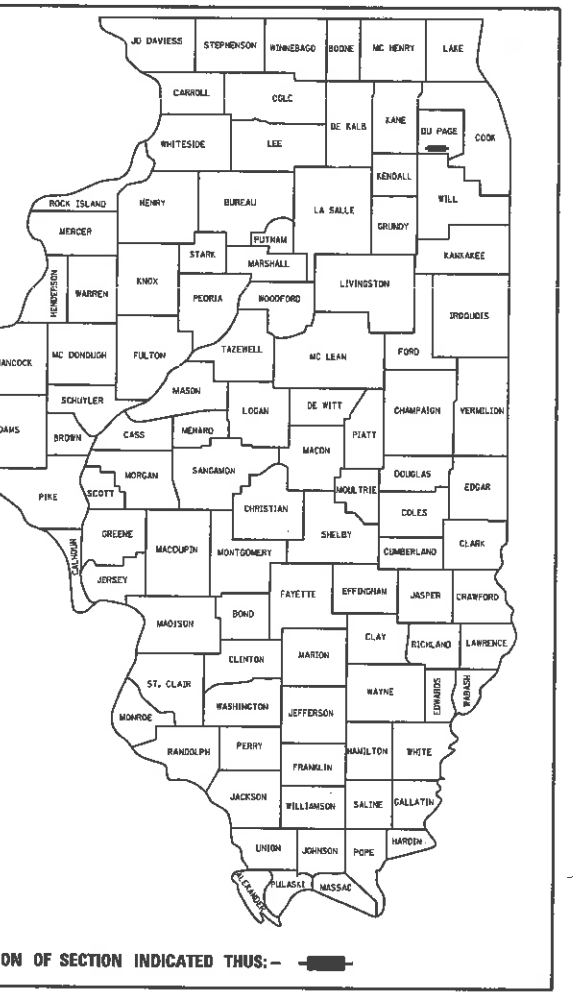 JO DAVIESS STEPHENSON WINNEBAGO BOONE MC HENRY LAKE
CARROLL OGLE DE KALB KANE DU PAGE COOK
WHITESIDE LEE
KENDALL
ROCK ISLAND HENRY BUREAU LA SALLE GRUNDY WILL
MERCER PUTNAM
STARK MARSHALL KANKAKEE
HENDERSON WARREN KNOX PEORIA WOODFORD LIVINGSTON IROQUOIS
ANCOCK MC DONOUGH FULTON TAZEWELL MC LEAN FORD
SCHUYLER MASON LOGAN DE WITT CHAMPAIGN VERMILION
DAMS BROWN CASS MENARD MACON PIATT
PIKE SCOTT MORGAN SANGAMON MOULTRIE DOUGLAS EDGAR
CHRISTIAN COLES
CALHOUN GREENE MACOUPIN MONTGOMERY SHELBY CUMBERLAND CLARK
JERSEY FAYETTE EFFINGHAM JASPER CRAWFORD
MADISON BOND CLAY RICHLAND LAWRENCE
CLINTON MARION
ST. CLAIR WAYNE EDWARDS WABASH
MONROE WASHINGTON JEFFERSON
RANDOLPH PERRY HAMILTON WHITE
FRANKLIN
JACKSON WILLIAMSON SALINE GALLATIN
UNION JOHNSON POPE HARDIN
ALEXANDER PULASKI MASSAC
ON OF SECTION INDICATED THUS:-